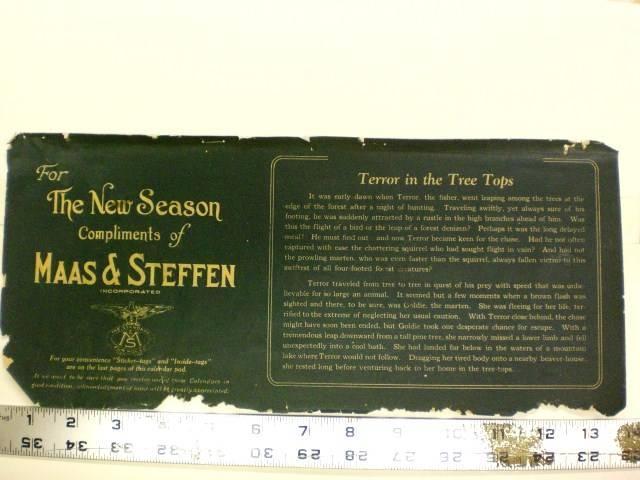 For
The New Season
Compliments of
MAAS & STEFFEN
INCORPORATED
For your convenience "Sticker-tags" and "Inside-tags"
are on the last pages of this calendar pad.
Terror in the Tree Tops
It was early dawn when Terror, the fisher, went leaping among the trees at the
edge of the forest after a night of hunting. Traveling swiftly, yet always sure of his
footing, he was suddenly attracted by a rustle in the high branches ahead of him. Was
this the flight of a bird or the leap of a forest denizen? Perhaps it was the long delayed
meal? He must find out and now Terror became keen for the chase. Had he not often
captured with ease the chattering squirrel who had sought flight in vain? And had not
the prowling marten, who was even faster than the squirrel, always fallen victim to this
swiftest of all four-footed forest creatures?
Terror traveled from tree to tree in quest of his prey with speed that was unbe-
lievable for so large an animal. It seemed but a few moments when a brown flash was
sighted and there, to be sure, was Goldie, the marten. She was fleeing for her life, ter-
rified to the extreme of neglecting her usual caution. With Terror close behind, the chase
might have soon been ended, but Goldie took one desperate chance for escape. With a
tremendous leap downward from a tall pine tree, she narrowly missed a lower limb and fell
unexpectedly into a cool bath. She had landed far below in the waters of a mountain
lake where Terror would not follow. Dragging her tired body onto a nearby beaver house
she rested long before venturing back to her home in the tree-tops.
1 2 3 6 7 8 9 10 11 12 13
35 34 33 32 31 30 29 28 27 26 25 24 23